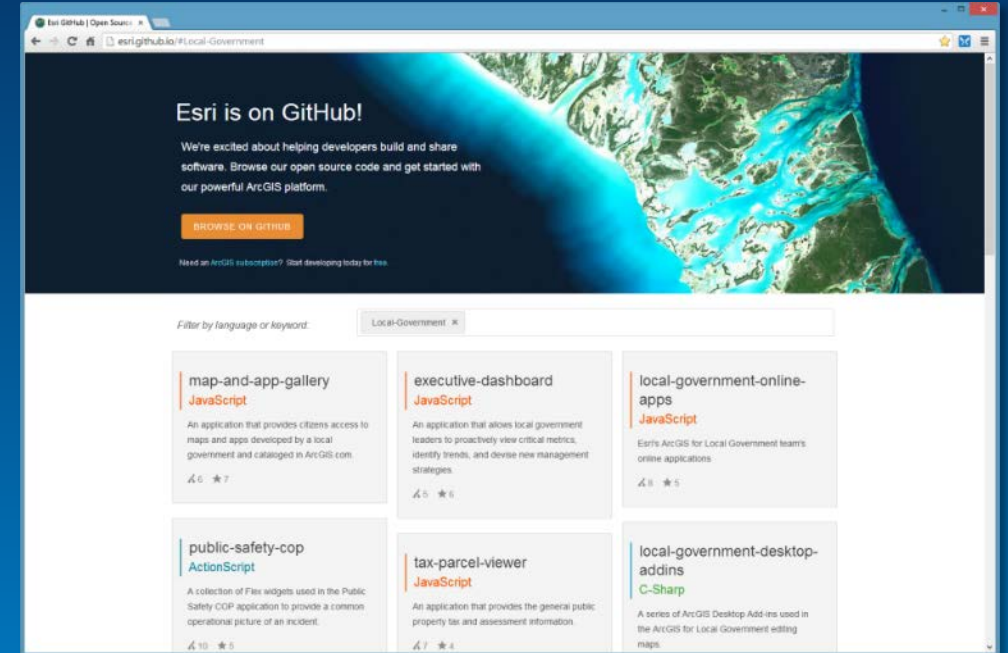 Esri GitHub | Open Source
esri.github.io/#Local-Government
Esri is on GitHub!
We're excited about helping developers build and share
software. Browse our open source code and get started with
our powerful ArcGIS platform.
BROWSE ON GITHUB
Need an ArcGIS subscription? Start developing today for free.
Filter by language or keyword:
Local-Government ×
map-and-app-gallery
JavaScript
An application that provides citizens access to
maps and apps developed by a local
government and cataloged in ArcGIS.com.
6 ★ 7
executive-dashboard
JavaScript
An application that allows local government
leaders to proactively view critical metrics,
identify trends, and devise new management
strategies.
5 ★ 6
local-government-online-
apps
JavaScript
Esri's ArcGIS for Local Government team's
online applications
8 ★ 5
public-safety-cop
ActionScript
A collection of Flex widgets used in the Public
Safety COP application to provide a common
operational picture of an incident.
10 ★ 5
tax-parcel-viewer
JavaScript
An application that provides the general public
property tax and assessment information.
7 ★ 4
local-government-desktop-
addins
C-Sharp
A series of ArcGIS Desktop Add-ins used in
the ArcGIS for Local Government editing
maps.